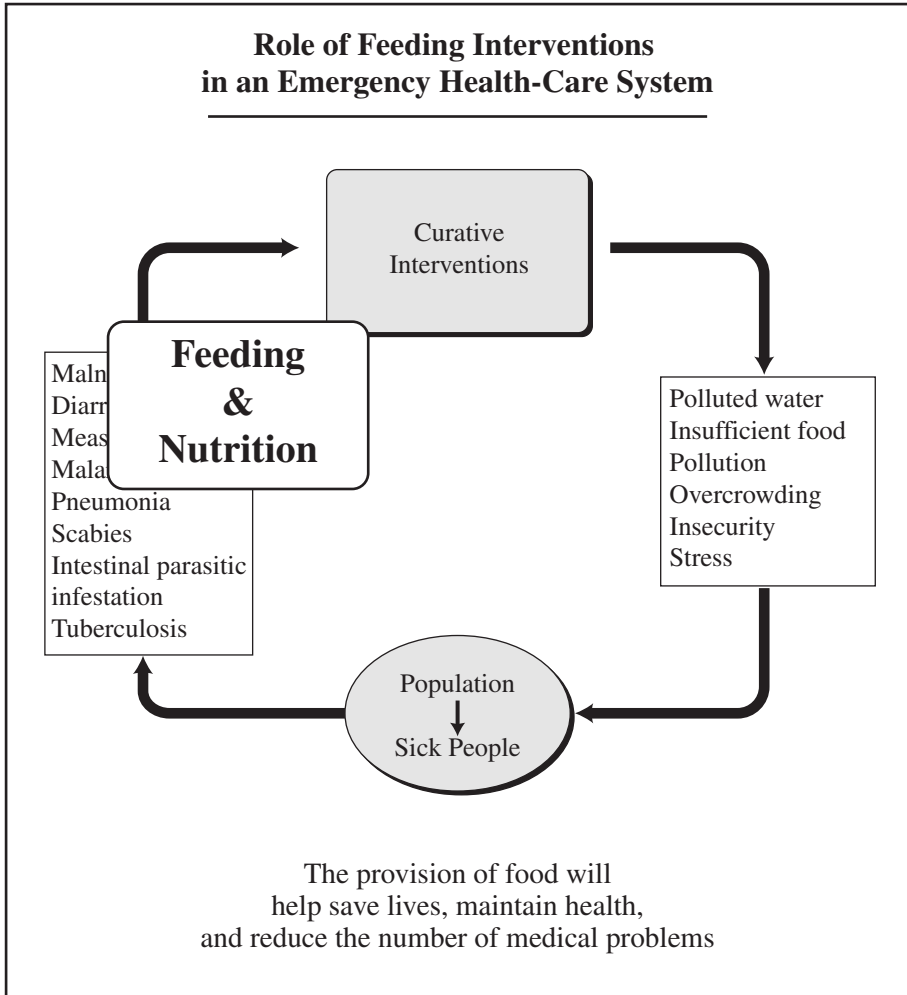 Role of Feeding Interventions
in an Emergency Health-Care System
Curative
Interventions
Feeding
&
Nutrition
Pneumonia
Scabies
Intestinal parasitic
infestation
Tuberculosis
Polluted water
Insufficient food
Pollution
Overcrowding
Insecurity
Stress
Population
Sick People
The provision of food will
help save lives, maintain health,
and reduce the number of medical problems